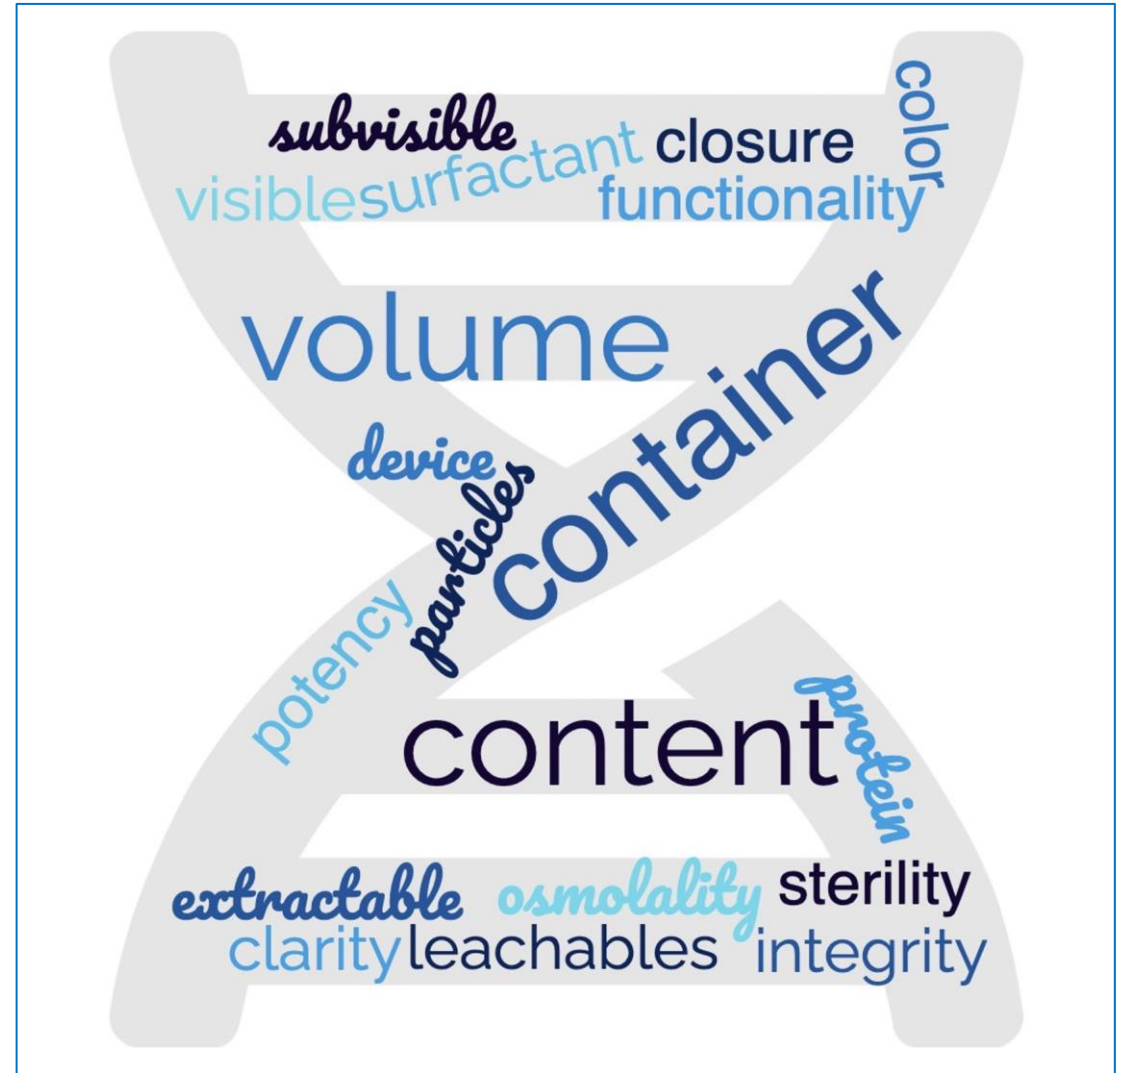 subvisible
visible surfactant closure color
functionality
volume
container
device
particles
potency
content
protein
extractable osmolality sterility
clarity leachables integrity